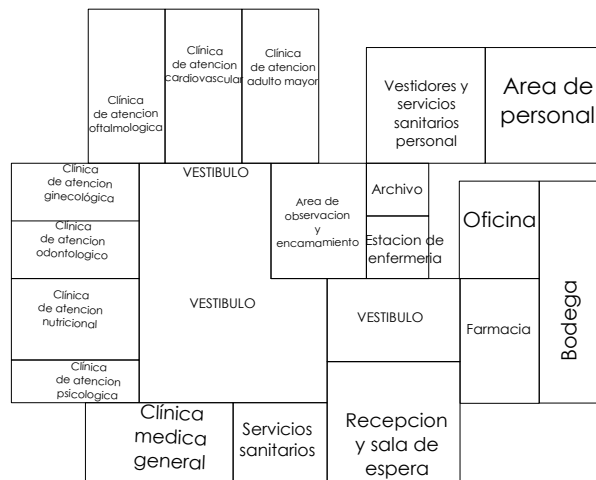 Clínica
de atencion
oftalmologica
Clínica
de atencion
cardiovascular
Clínica
de atencion
adulto mayor
Vestidores y
servicios
sanitarios
personal
Area de
personal
Clínica
de atencion
ginecológica
VESTIBULO
Area de
observacion
y
encamamiento
Archivo
Estacion de
enfermeria
Oficina
Bodega
Clínica
de atencion
odontologico
Clínica
de atencion
nutricional
VESTIBULO
VESTIBULO
Farmacia
Clínica
de atencion
psicologica
Clínica
medica
general
Servicios
sanitarios
Recepcion
y sala de
espera